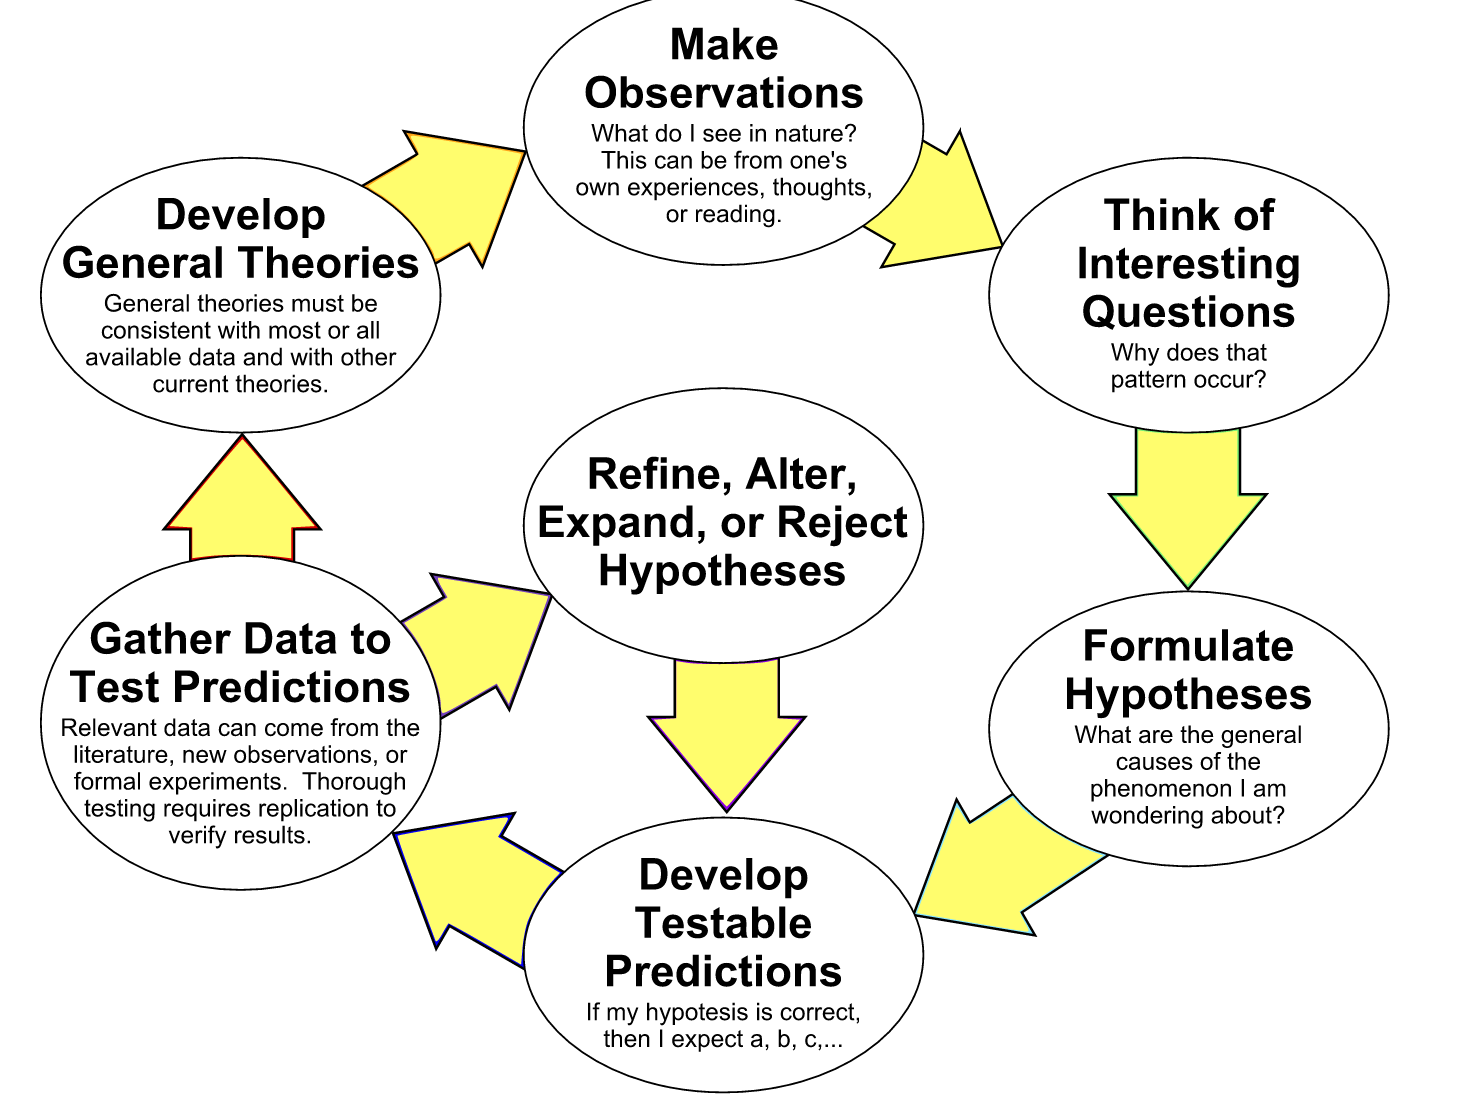 Make
Observations
What do I see in nature?
This can be from one's
own experiences, thoughts,
or reading.
Think of
Interesting
Questions
Why does that
pattern occur?
Formulate
Hypotheses
What are the general
causes of the
phenomenon I am
wondering about?
Develop
Testable
Predictions
If my hypotesis is correct,
then I expect a, b, c,...
Gather Data to
Test Predictions
Relevant data can come from the
literature, new observations, or
formal experiments.  Thorough
testing requires replication to
verify results.
Refine, Alter,
Expand, or Reject
Hypotheses
Develop
General Theories
General theories must be
consistent with most or all
available data and with other
current theories.